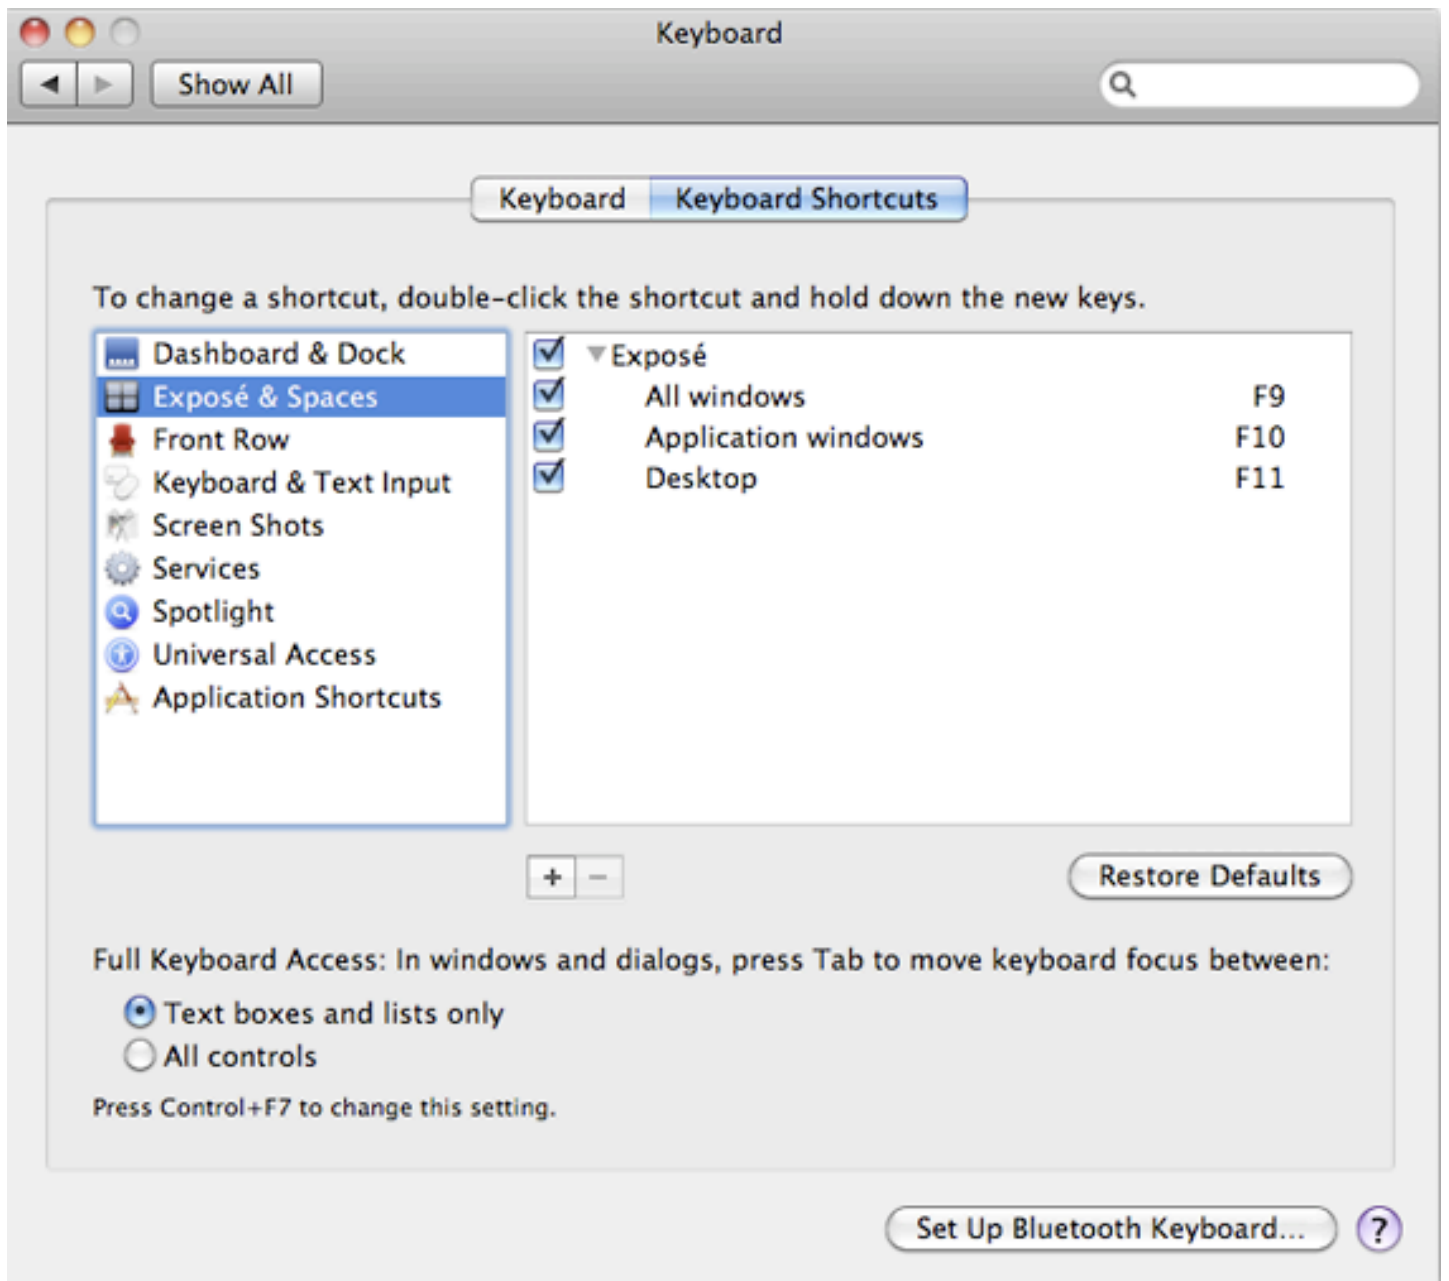 Keyboard
Show All
Keyboard Keyboard Shortcuts
To change a shortcut, double-click the shortcut and hold down the new keys.
Dashboard & Dock
Exposé & Spaces
Front Row
Keyboard & Text Input
Screen Shots
Services
Spotlight
Universal Access
Application Shortcuts
Exposé
All windows F9
Application windows F10
Desktop F11
+ −
Restore Defaults
Full Keyboard Access: In windows and dialogs, press Tab to move keyboard focus between:
Text boxes and lists only
All controls
Press Control+F7 to change this setting.
Set Up Bluetooth Keyboard... ?